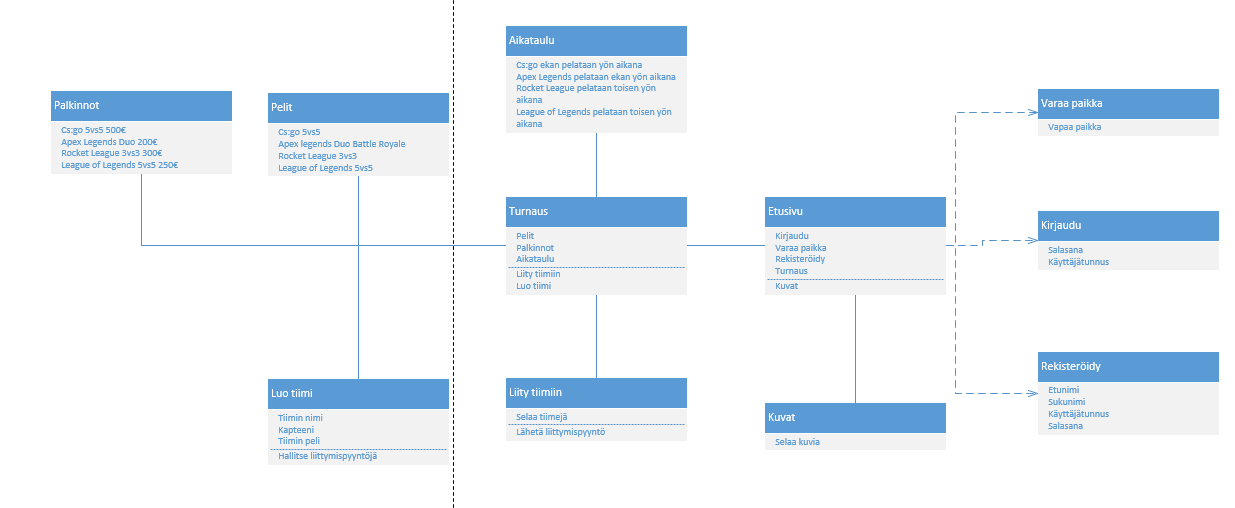 Palkinnot
Cs:go 5vs5 500€
Apex Legends Duo 200€
Rocket League 3vs3 300€
League of Legends 5vs5 250€
Pelit
Cs:go 5vs5
Apex legends Duo Battle Royale
Rocket League 3vs3
League of Legends 5vs5
Aikataulu
Cs:go ekan pelataan yön aikana
Apex Legends pelataan ekan yön aikana
Rocket League pelataan toisen yön
aikana
League of Legends pelataan toisen yön
aikana
Turnaus
Pelit
Palkinnot
Aikataulu
Liity tiimiin
Luo tiimi
Etusivu
Kirjaudu
Varaa paikka
Rekisteröidy
Turnaus
Kuvat
Varaa paikka
Vapaa paikka
Kirjaudu
Salasana
Käyttäjätunnus
Rekisteröidy
Etunimi
Sukunimi
Käyttäjätunnus
Salasana
Luo tiimi
Tiimin nimi
Kapteeni
Tiimin peli
Hallitse liittymispyyntöjä
Liity tiimiin
Selaa tiimejä
Lähetä liittymispyyntö
Kuvat
Selaa kuvia